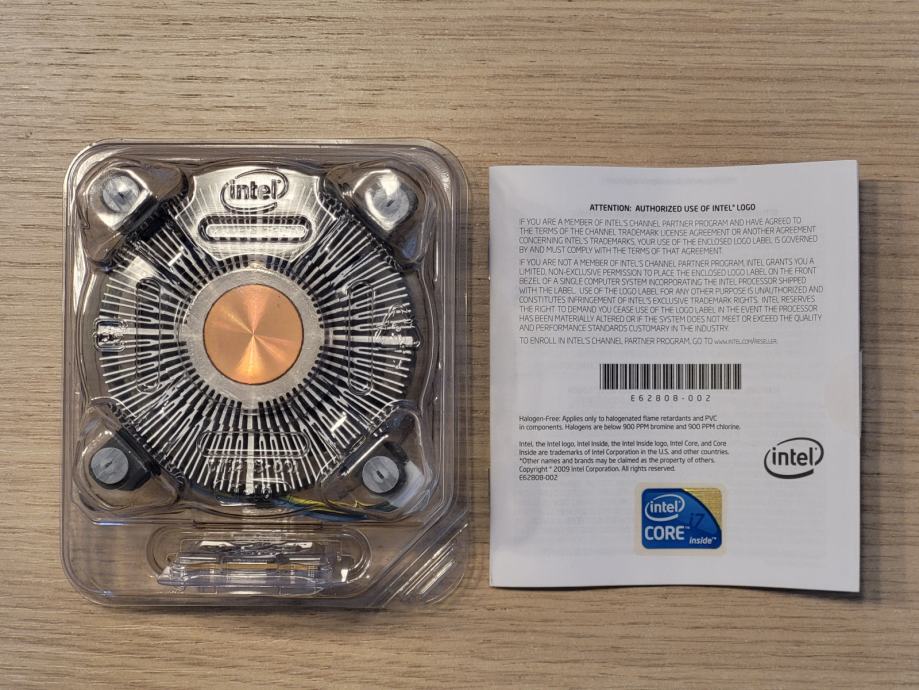 intel
ATTENTION: AUTHORIZED USE OF INTEL® LOGO
IF YOU ARE A MEMBER OF INTEL'S CHANNEL PARTNER PROGRAM AND HAVE AGREED TO
THE TERMS OF THE CHANNEL TRADEMARK LICENSE AGREEMENT OR ANOTHER AGREEMENT
CONCERNING INTEL'S TRADEMARKS, YOUR USE OF THE ENCLOSED LOGO LABEL IS GOVERNED
BY AND MUST COMPLY WITH THE TERMS OF THAT AGREEMENT.
IF YOU ARE NOT A MEMBER OF INTEL'S CHANNEL PARTNER PROGRAM, INTEL GRANTS YOU A
LIMITED, NON-EXCLUSIVE PERMISSION TO PLACE THE ENCLOSED LOGO LABEL ON THE FRONT
BEZEL OF A SINGLE COMPUTER SYSTEM INCORPORATING THE INTEL PROCESSOR SHIPPED
WITH THE LABEL. USE OF THE LOGO LABEL FOR ANY OTHER PURPOSE IS UNAUTHORIZED AND
CONSTITUTES INFRINGEMENT OF INTEL'S EXCLUSIVE TRADEMARK RIGHTS. INTEL RESERVES
THE RIGHT TO DEMAND YOU CEASE USE OF THE LOGO LABEL IN THE EVENT THE PROCESSOR
HAS BEEN MATERIALLY ALTERED OR IF THE SYSTEM DOES NOT MEET OR EXCEED THE QUALITY
AND PERFORMANCE STANDARDS CUSTOMARY IN THE INDUSTRY.
TO ENROLL IN INTEL'S CHANNEL PARTNER PROGRAM, GO TO WWW.INTEL.COM/RESELLER.
E62808-002
Halogen-Free: Applies only to halogenated flame retardants and PVC
in components. Halogens are below 900 PPM bromine and 900 PPM chlorine.
Intel, the Intel logo, Intel Inside, the Intel Inside logo, Intel Core, and Core
Inside are trademarks of Intel Corporation in the U.S. and other countries.
*Other names and brands may be claimed as the property of others.
Copyright © 2009 Intel Corporation. All rights reserved.
E62808-002
intel
intel
CORE™ i7
inside™